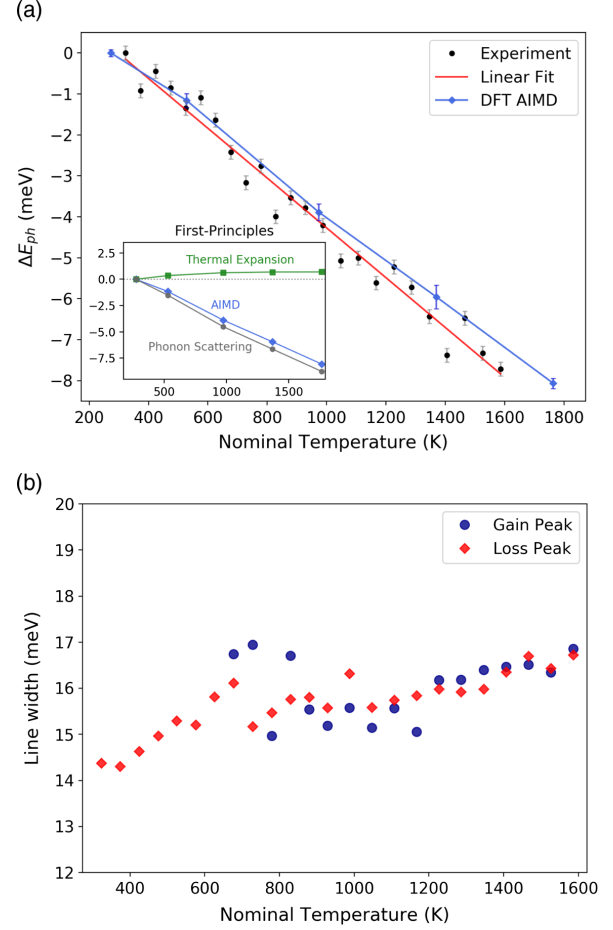 (a)
0
−1
−2
−3
−4
−5
−6
−7
−8
ΔE_ph (meV)
Experiment
Linear Fit
DFT AIMD
First-Principles
2.5
0.0
−2.5
−5.0
−7.5
Thermal Expansion
AIMD
Phonon Scattering
500 1000 1500
200 400 600 800 1000 1200 1400 1600 1800
Nominal Temperature (K)
(b)
20
19
18
17
16
15
14
13
12
Line width (meV)
Gain Peak
Loss Peak
400 600 800 1000 1200 1400 1600
Nominal Temperature (K)